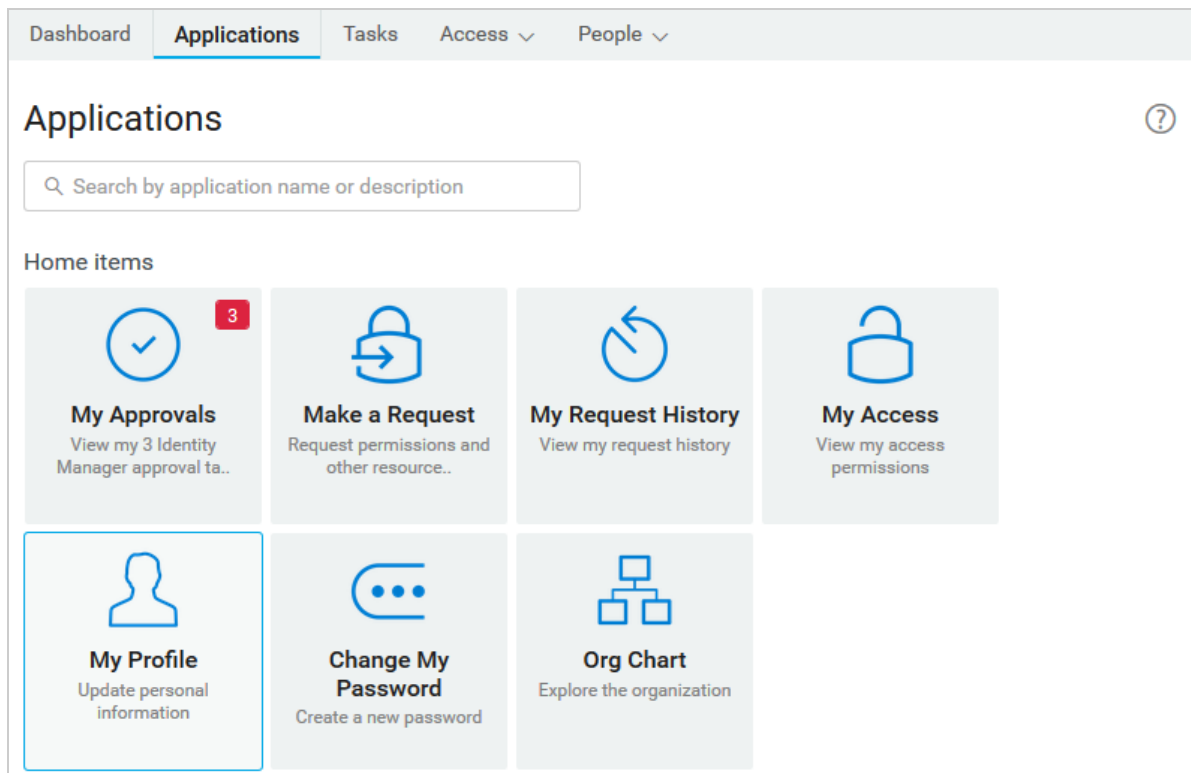 Dashboard Applications Tasks Access People
Applications
?
Search by application name or description
Home items
3
My Approvals
View my 3 Identity
Manager approval ta..
Make a Request
Request permissions and
other resource..
My Request History
View my request history
My Access
View my access
permissions
My Profile
Update personal
information
Change My
Password
Create a new password
Org Chart
Explore the organization